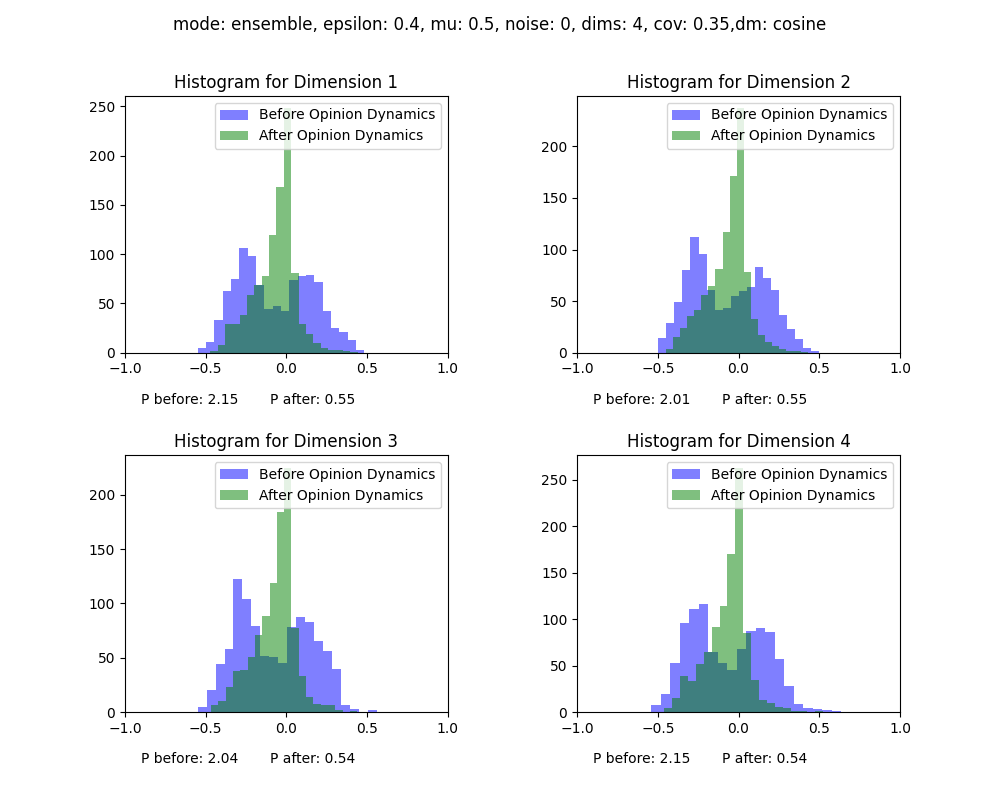 mode: ensemble, epsilon: 0.4, mu: 0.5, noise: 0, dims: 4, cov: 0.35,dm: cosine
Histogram for Dimension 1
Before Opinion Dynamics
After Opinion Dynamics
250
200
150
100
50
0
−1.0 −0.5 0.0 0.5 1.0
P before: 2.15 P after: 0.55
Histogram for Dimension 2
Before Opinion Dynamics
After Opinion Dynamics
200
150
100
50
0
−1.0 −0.5 0.0 0.5 1.0
P before: 2.01 P after: 0.55
Histogram for Dimension 3
Before Opinion Dynamics
After Opinion Dynamics
200
150
100
50
0
−1.0 −0.5 0.0 0.5 1.0
P before: 2.04 P after: 0.54
Histogram for Dimension 4
Before Opinion Dynamics
After Opinion Dynamics
250
200
150
100
50
0
−1.0 −0.5 0.0 0.5 1.0
P before: 2.15 P after: 0.54